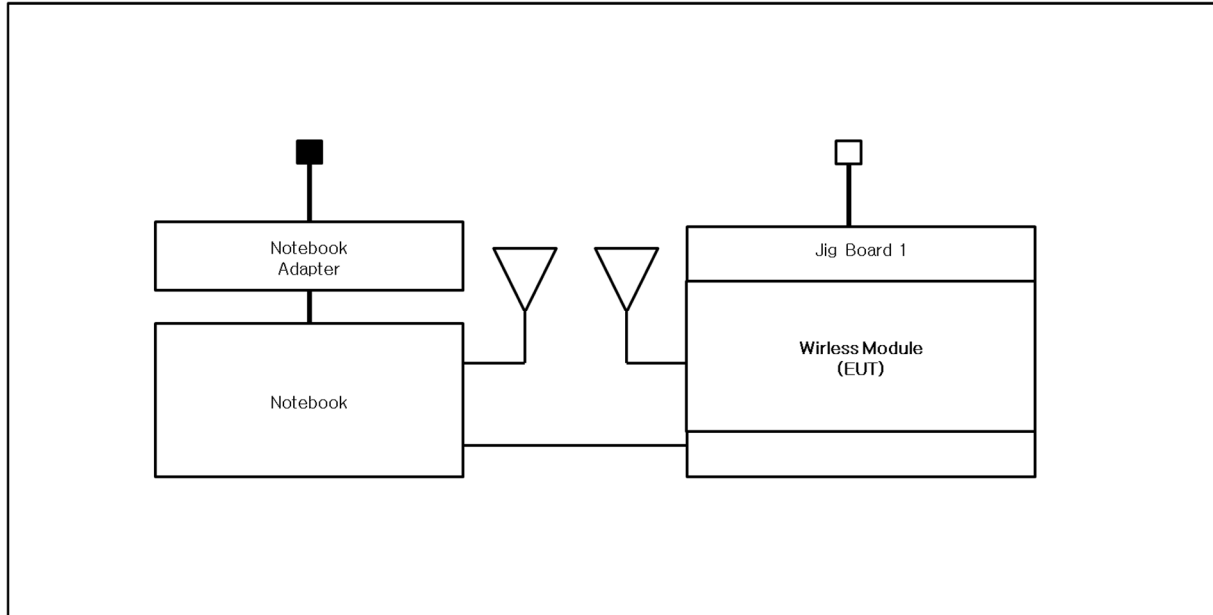 Notebook
Adapter
Jig Board 1
Wirless Module
(EUT)
Notebook